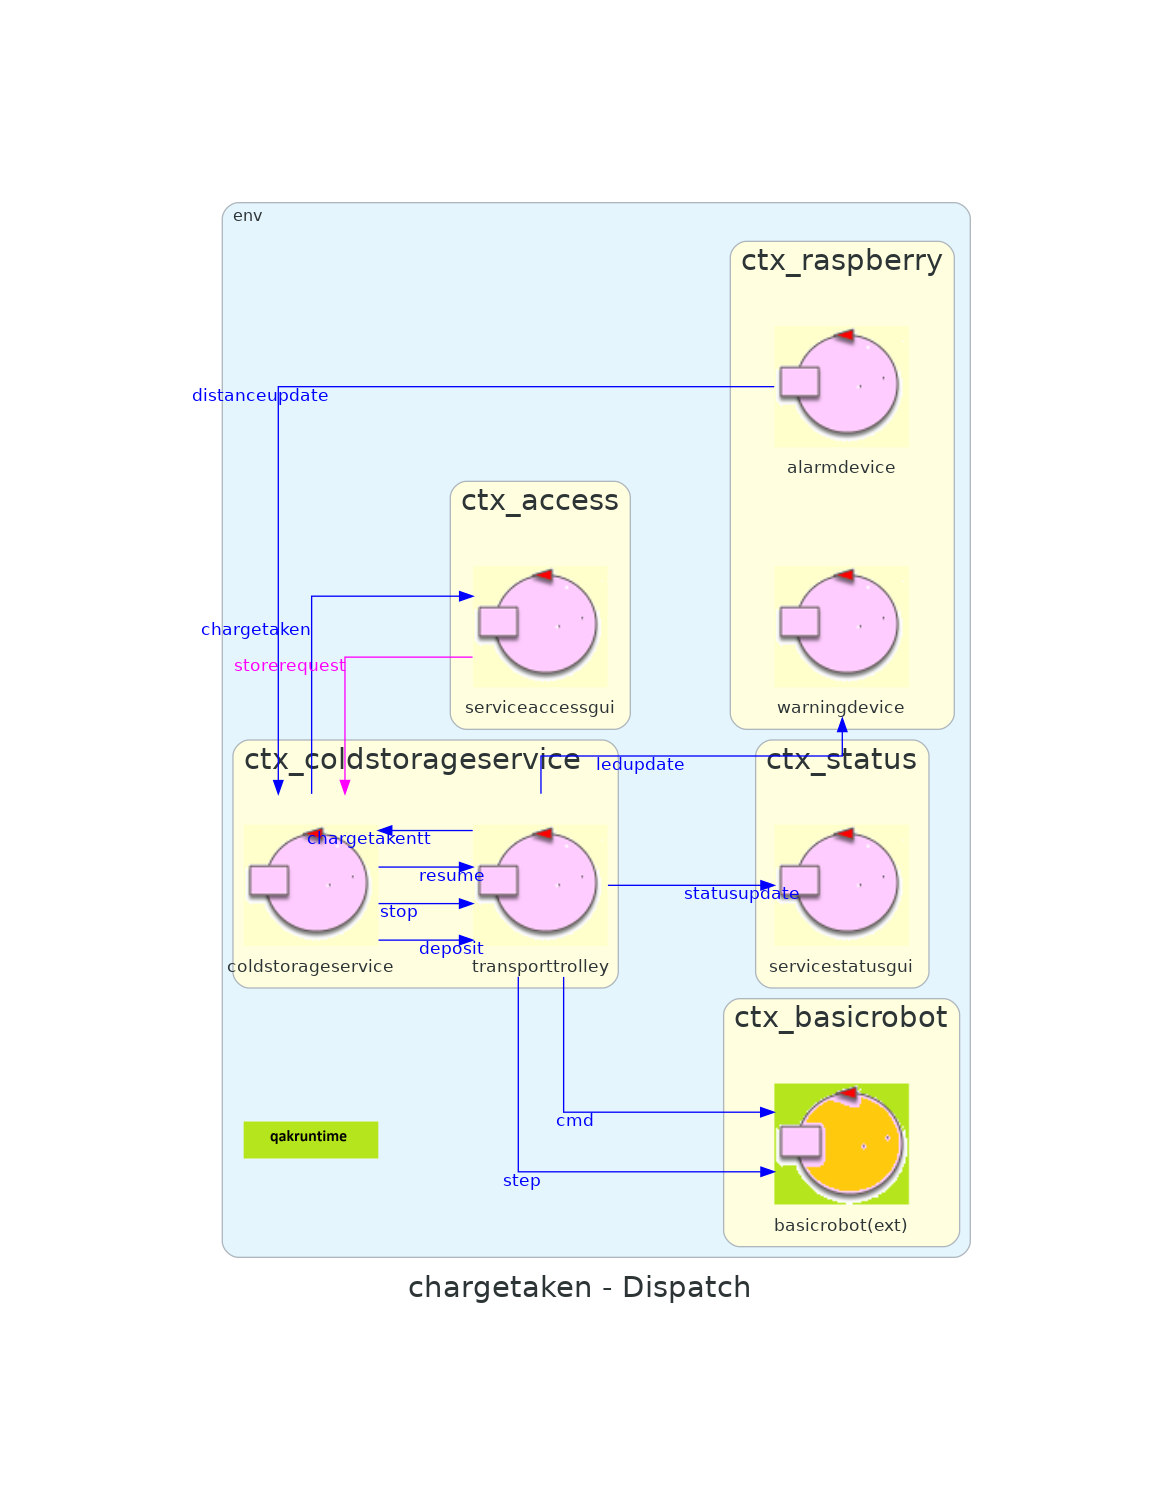 env
ctx_raspberry
distanceupdate
alarmdevice
ctx_access
chargetaken
storerequest
serviceaccessgui
warningdevice
ctx_coldstorageservice
ledupdate
ctx_status
chargetakentt
resume
statusupdate
stop
deposit
coldstorageservice
transporttrolley
servicestatusgui
ctx_basicrobot
cmd
qakruntime
step
basicrobot(ext)
chargetaken - Dispatch